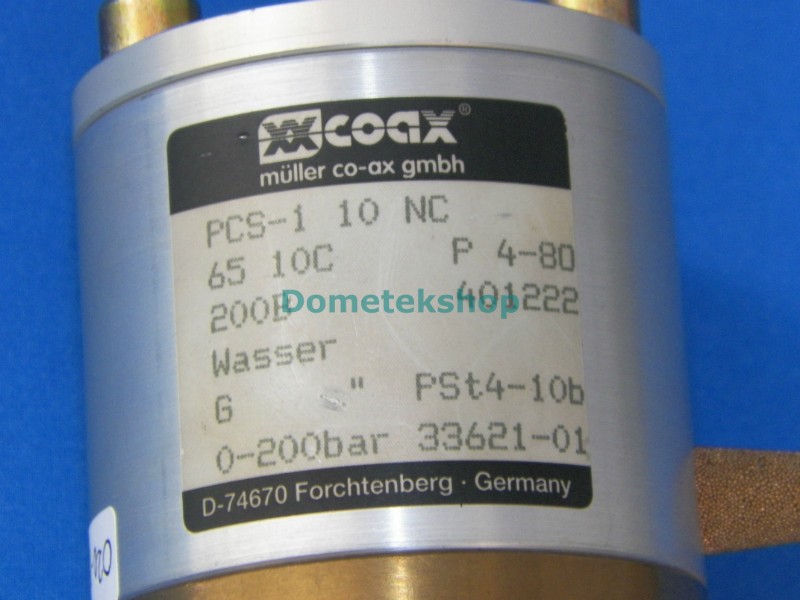 coax®
müller co-ax gmbh
PCS-1 10 NC
65 10C P 4-80
401222
Dometekshop
Wasser
G " PSt4-10b
0-200bar 33621-01
D-74670 Forchtenberg · Germany